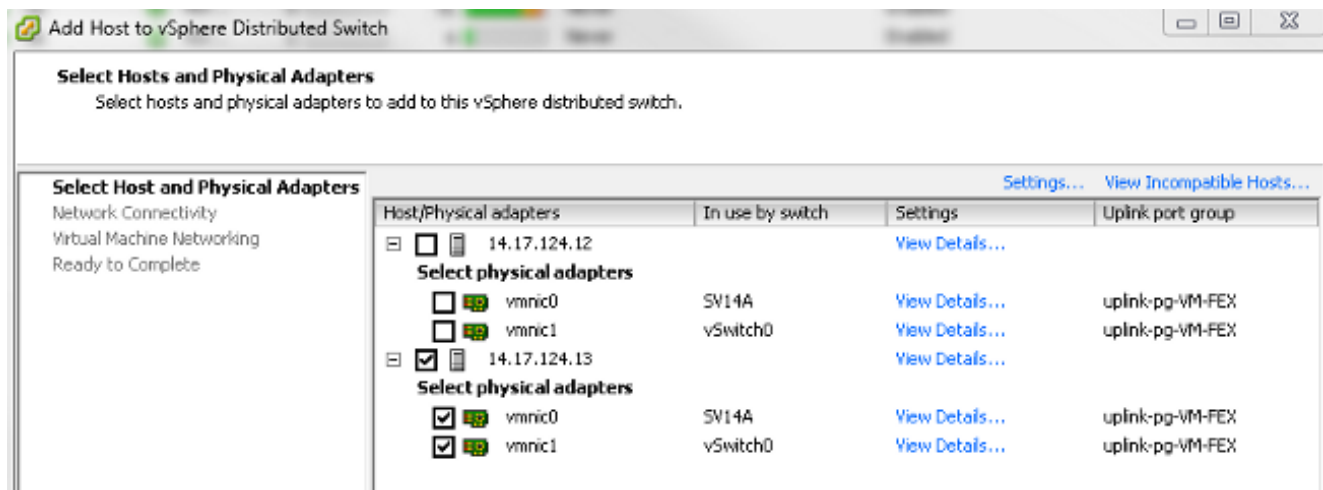 Add Host to vSphere Distributed Switch
Select Hosts and Physical Adapters
Select hosts and physical adapters to add to this vSphere distributed switch.
Select Host and Physical Adapters
Network Connectivity
Virtual Machine Networking
Ready to Complete
Settings... View Incompatible Hosts...
Host/Physical adapters In use by switch Settings Uplink port group
14.17.124.12 View Details...
Select physical adapters
vmnic0 SV14A View Details... uplink-pg-VM-FEX
vmnic1 vSwitch0 View Details... uplink-pg-VM-FEX
14.17.124.13 View Details...
Select physical adapters
vmnic0 SV14A View Details... uplink-pg-VM-FEX
vmnic1 vSwitch0 View Details... uplink-pg-VM-FEX